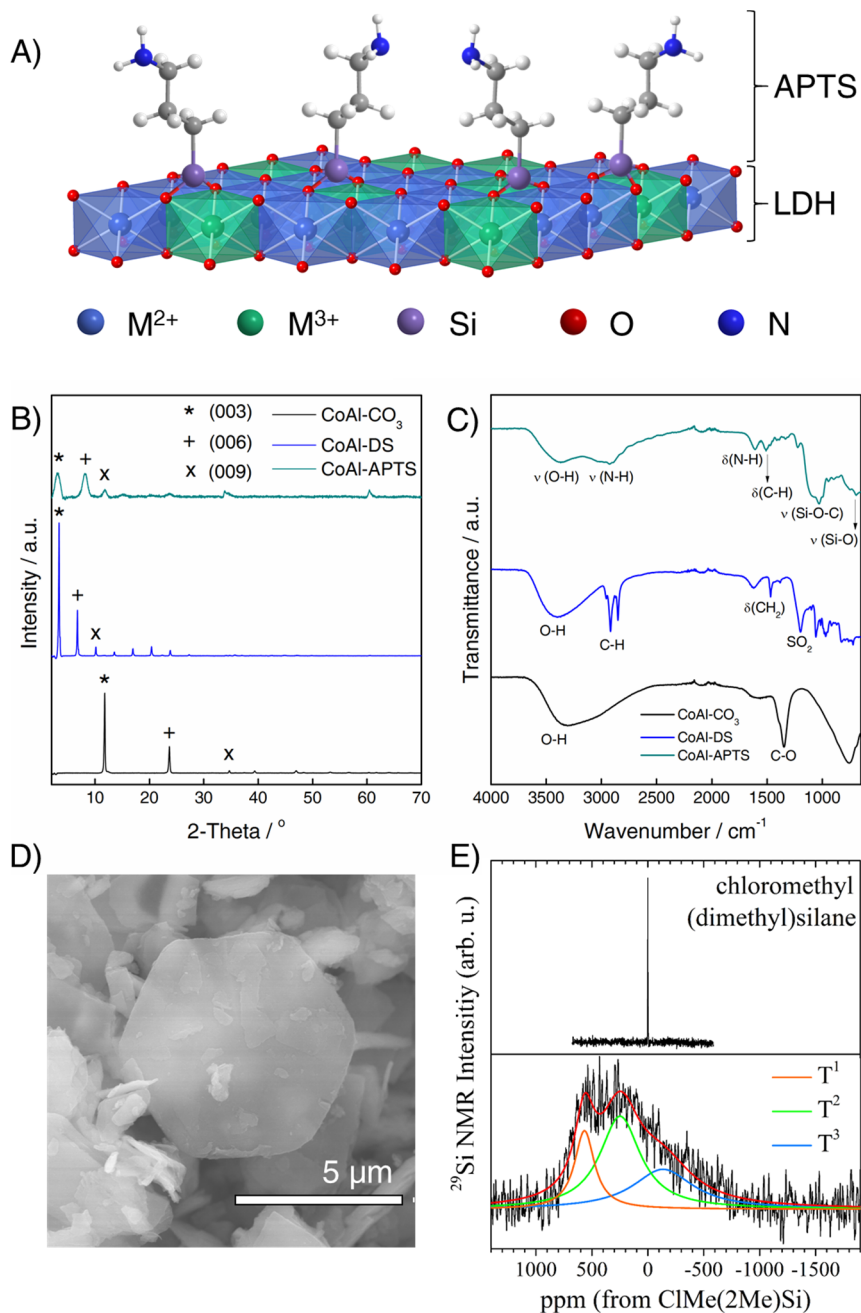 A)
APTS
LDH
M2+
M3+
Si
O
N
B)
* (003)
+ (006)
x (009)
CoAl-CO3
CoAl-DS
CoAl-APTS
*
+
x
*
+
x
*
+
x
Intensity / a.u.
10 20 30 40 50 60 70
2-Theta / °
C)
ν (O-H)
ν (N-H)
δ(N-H)
δ(C-H)
ν (Si-O-C)
ν (Si-O)
O-H
C-H
δ(CH2)
SO2
O-H
C-O
CoAl-CO3
CoAl-DS
CoAl-APTS
Transmittance / a.u.
4000 3500 3000 2500 2000 1500 1000
Wavenumber / cm-1
D)
5 μm
E)
chloromethyl
(dimethyl)silane
T1
T2
T3
29Si NMR Intensitiy (arb. u.)
1000 500 0 -500 -1000 -1500
ppm (from ClMe(2Me)Si)